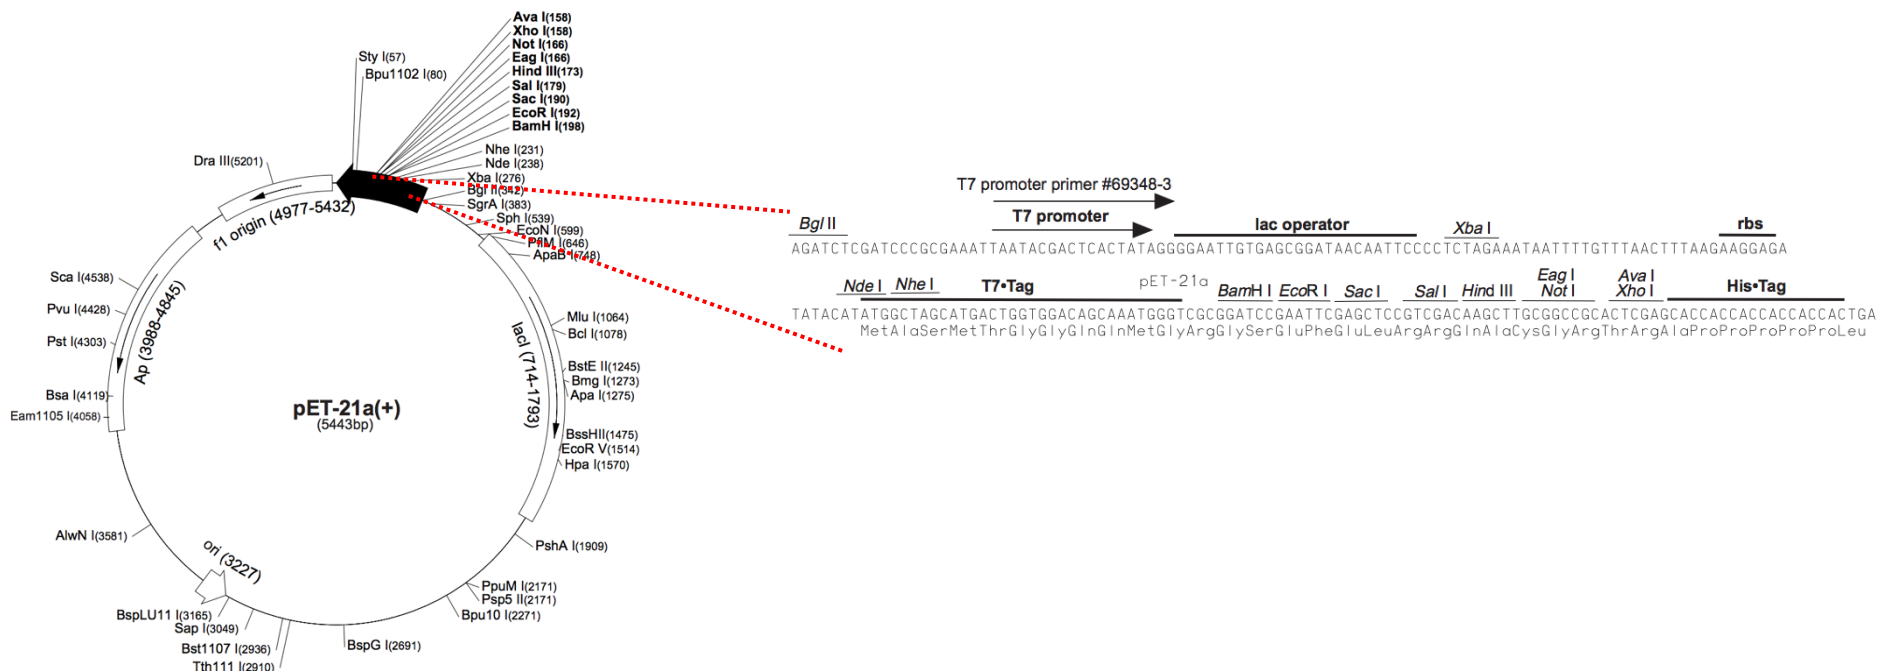 Ava I(158)
Xho I(158)
Not I(166)
Eag I(166)
Hind III(173)
Sal I(179)
Sac I(190)
EcoR I(192)
BamH I(198)
Sty I(57)
Bpu1102 I(80)
Nhe I(231)
Nde I(238)
Xba I(276)
Bgl II(342)
SgrA I(383)
Sph I(539)
EcoN I(599)
PflM I(646)
ApaB I(748)
Dra III(5201)
f1 origin (4977-5432)
Sca I(4538)
Pvu I(4428)
Pst I(4303)
Bsa I(4119)
Eam1105 I(4058)
Ap (3988-4845)
lacI (714-1793)
Mlu I(1064)
Bcl I(1078)
BstE II(1245)
Bmg I(1273)
Apa I(1275)
BssHII(1475)
EcoR V(1514)
Hpa I(1570)
pET-21a(+)
(5443bp)
AlwN I(3581)
ori (3227)
PshA I(1909)
PpuM I(2171)
Psp5 II(2171)
Bpu10 I(2271)
BspLU11 I(3165)
Sap I(3049)
Bst1107 I(2936)
Tth111 I(2910)
BspG I(2691)
T7 promoter primer #69348-3
Bgl II T7 promoter lac operator Xba I rbs
AGATCTCGATCCCGCGAAATTAATACGACTCACTATAGGGGAATTGTGAGCGGATAACAATTCCCCTCTAGAAATAATTTTGTTTAACTTTAAGAAGGAGA
pET-21a
Eag I Ava I
Nde I Nhe I T7•Tag BamH I EcoR I Sac I Sal I Hind III Not I Xho I His•Tag
TATACATATGGCTAGCATGACTGGTGGACAGCAAATGGGTCGCGGATCCGAATTCGAGCTCCGTCGACAAGCTTGCGGCCGCACTCGAGCACCACCACCACCACCACTGA
MetAlaSerMetThrGlyGlyGlnGlnMetGlyArgGlySerGluPheGluLeuArgArgGlnAlaCysGlyArgThrArgAlaProProProProProLeu